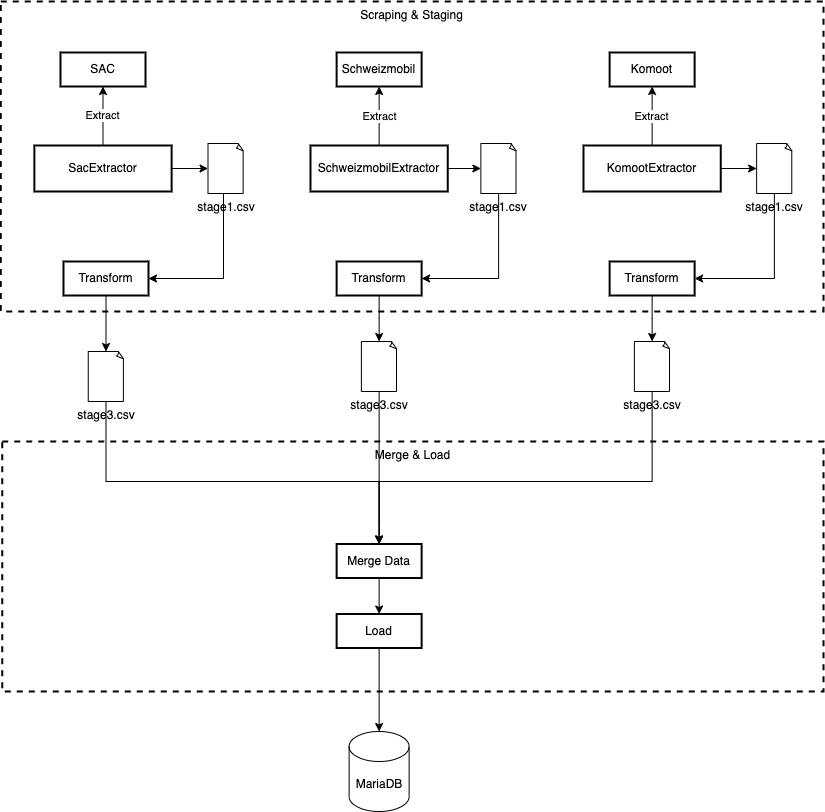 Scraping & Staging
SAC
Schweizmobil
Komoot
Extract
Extract
Extract
SacExtractor
SchweizmobilExtractor
KomootExtractor
stage1.csv
stage1.csv
stage1.csv
Transform
Transform
Transform
stage3.csv
stage3.csv
stage3.csv
Merge & Load
Merge Data
Load
MariaDB